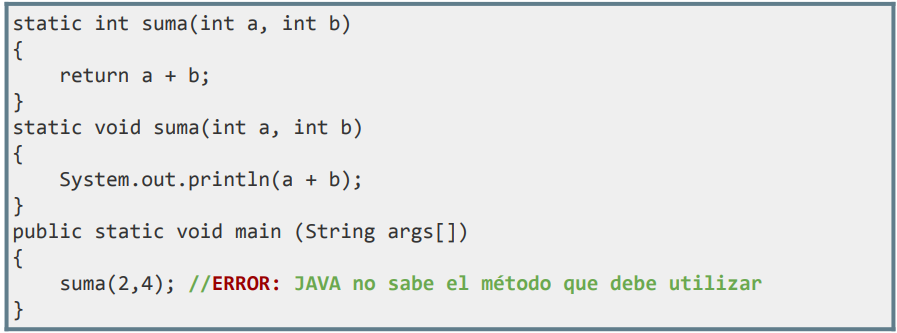 static int suma(int a, int b)
{
    return a + b;
}
static void suma(int a, int b)
{
    System.out.println(a + b);
}
public static void main (String args[])
{
    suma(2,4); //ERROR: JAVA no sabe el método que debe utilizar
}